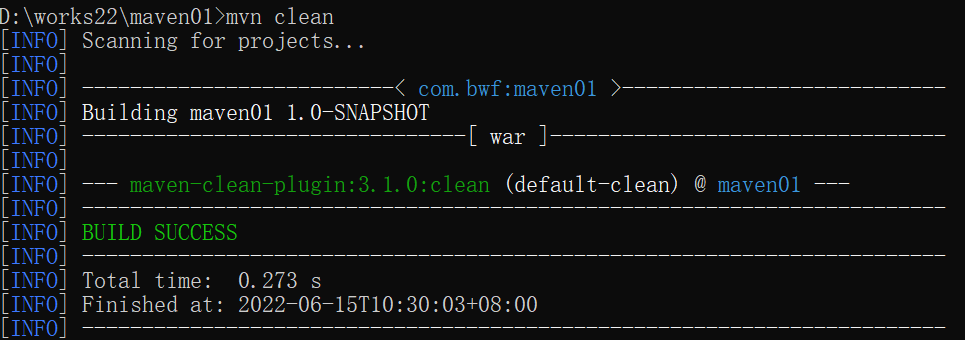 D:\works22\maven01>mvn clean
[INFO] Scanning for projects...
[INFO]
[INFO] --------------------------< com.bwf:maven01 >---------------------------
[INFO] Building maven01 1.0-SNAPSHOT
[INFO] --------------------------------[ war ]---------------------------------
[INFO]
[INFO] --- maven-clean-plugin:3.1.0:clean (default-clean) @ maven01 ---
[INFO] ------------------------------------------------------------------------
[INFO] BUILD SUCCESS
[INFO] ------------------------------------------------------------------------
[INFO] Total time:  0.273 s
[INFO] Finished at: 2022-06-15T10:30:03+08:00
[INFO] ------------------------------------------------------------------------